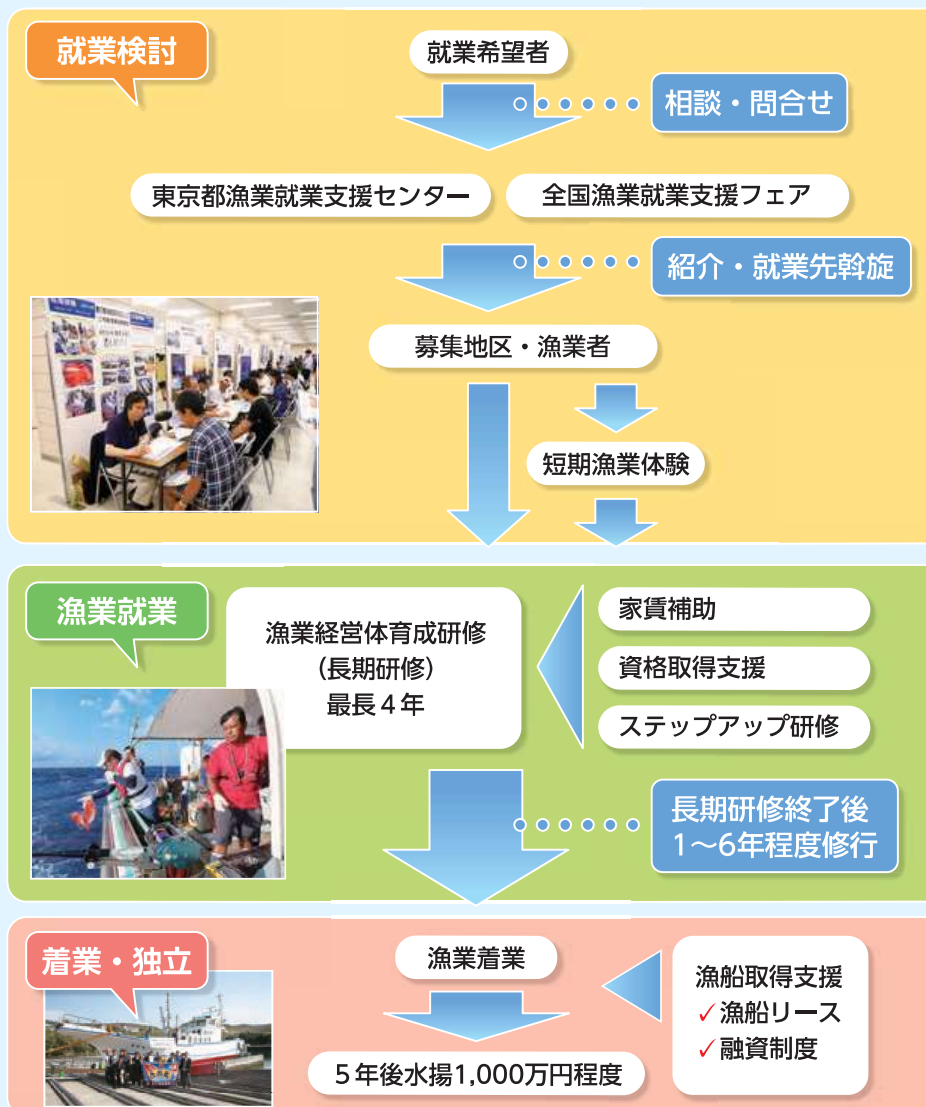 就業検討
就業希望者
相談・問合せ
東京都漁業就業支援センター
全国漁業就業支援フェア
紹介・就業先斡旋
募集地区・漁業者
短期漁業体験
漁業就業
漁業経営体育成研修
(長期研修)
最長4年
家賃補助
資格取得支援
ステップアップ研修
長期研修終了後
1～6年程度修行
着業・独立
漁業着業
漁船取得支援
✓漁船リース
✓融資制度
5年後水揚1,000万円程度